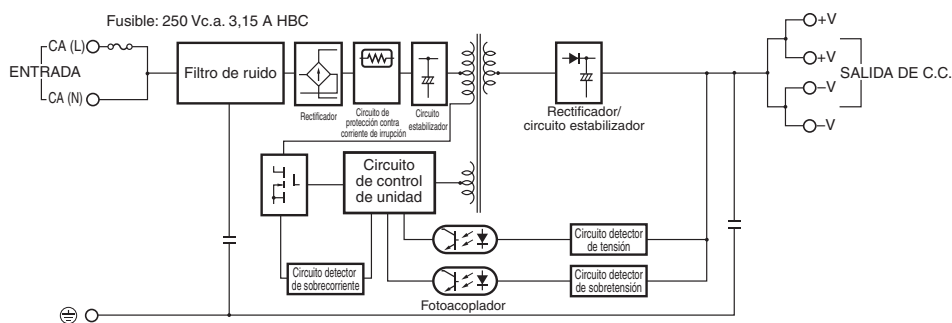 Fusible: 250 Vc.a. 3,15 A HBC
CA (L)
ENTRADA
CA (N)
Filtro de ruido
Rectificador
Circuito de
protección contra
corriente de irrupción
Circuito
estabilizador
Rectificador/
circuito estabilizador
+V
+V
SALIDA DE C.C.
–V
–V
Circuito
de control
de unidad
Circuito detector
de sobrecorriente
Circuito detector
de tensión
Circuito detector
de sobretensión
Fotoacoplador